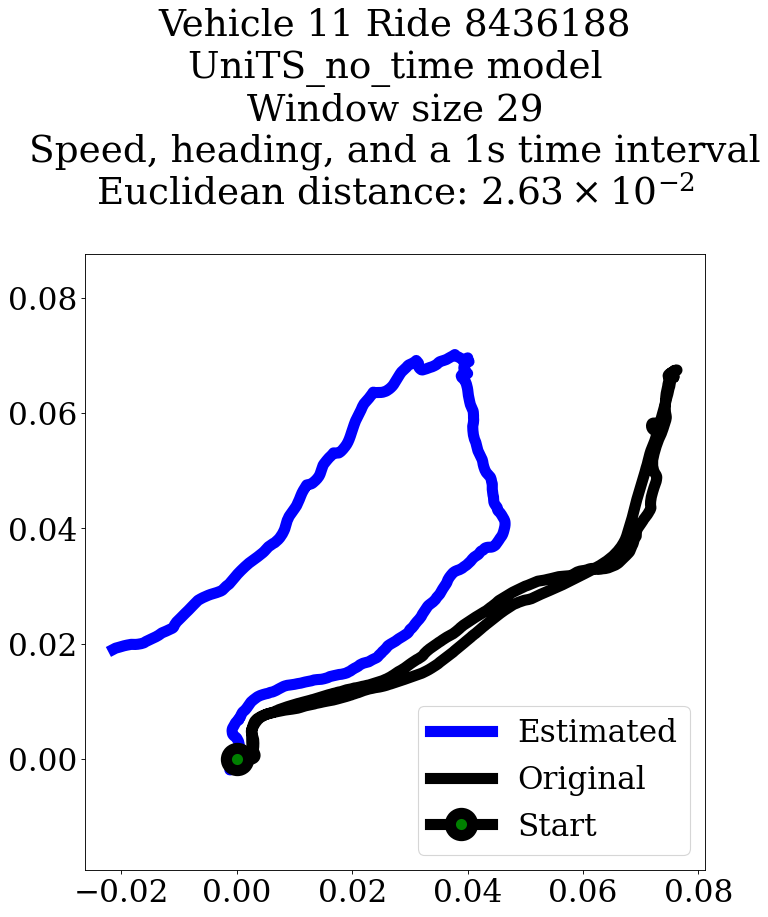 Vehicle 11 Ride 8436188
UniTS_no_time model
Window size 29
Speed, heading, and a 1s time interval
Euclidean distance: 2.63 × 10⁻²
0.08
0.06
0.04
0.02
0.00
Estimated
Original
Start
−0.02 0.00 0.02 0.04 0.06 0.08